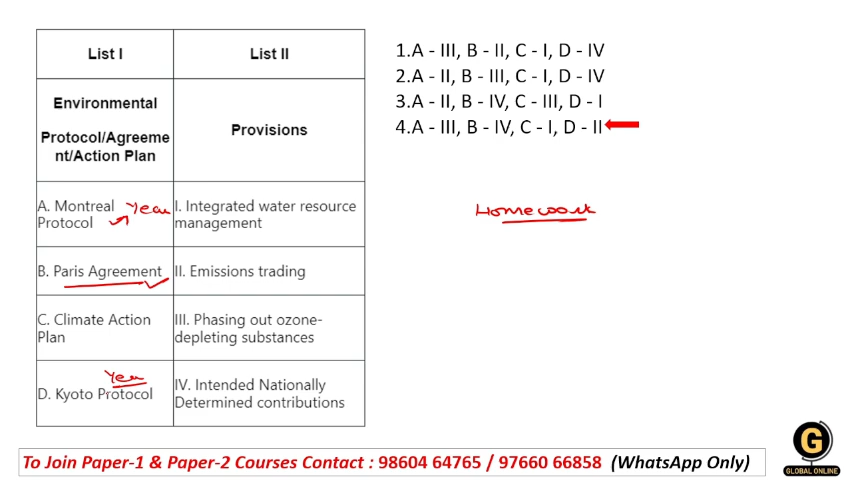 List I
List II
Environmental
Protocol/Agreeme
nt/Action Plan
Provisions
A. Montreal
Protocol
Year
I. Integrated water resource
management
B. Paris Agreement
II. Emissions trading
C. Climate Action
Plan
III. Phasing out ozone-
depleting substances
Year
D. Kyoto Protocol
IV. Intended Nationally
Determined contributions
1.A - III, B - II, C - I, D - IV
2.A - II, B - III, C - I, D - IV
3.A - II, B - IV, C - III, D - I
4.A - III, B - IV, C - I, D - II
Homework
To Join Paper-1 & Paper-2 Courses Contact : 98604 64765 / 97660 66858 (WhatsApp Only)
G
GLOBAL ONLINE